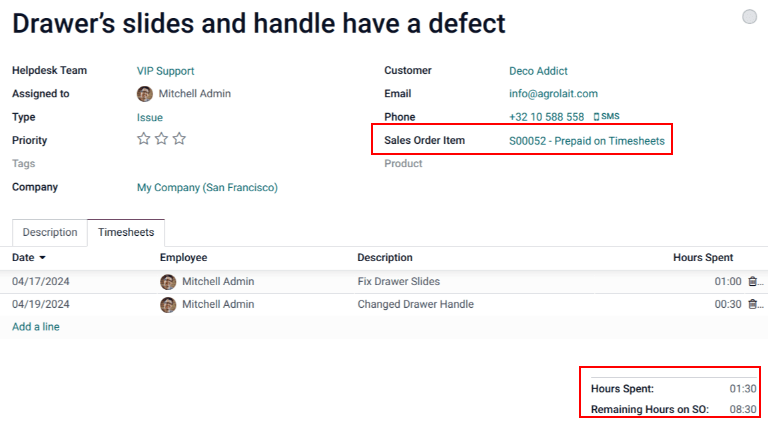 Drawer's slides and handle have a defect
Helpdesk Team VIP Support Customer Deco Addict
Assigned to Mitchell Admin Email info@agrolait.com
Type Issue Phone +32 10 588 558 SMS
Priority Sales Order Item S00052 - Prepaid on Timesheets
Tags Product
Company My Company (San Francisco)
Description Timesheets
Date Employee Description Hours Spent
04/17/2024 Mitchell Admin Fix Drawer Slides 01:00 ...
04/19/2024 Mitchell Admin Changed Drawer Handle 00:30 ...
Add a line
Hours Spent: 01:30
Remaining Hours on SO: 08:30